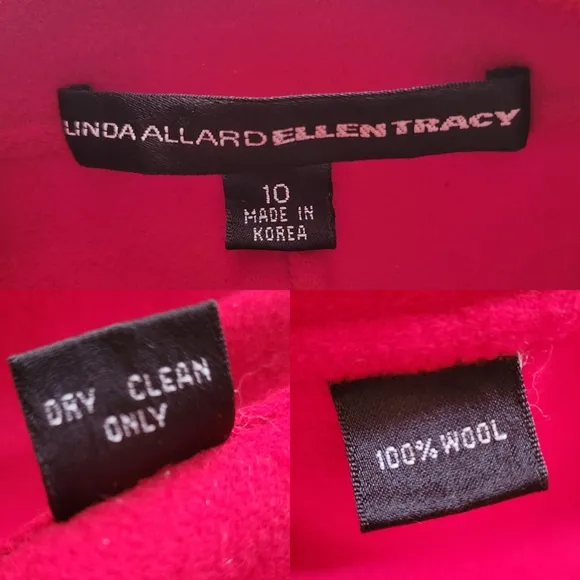 LINDA ALLARD ELLEN TRACY
10
MADE IN
KOREA
DRY CLEAN
ONLY
100% WOOL